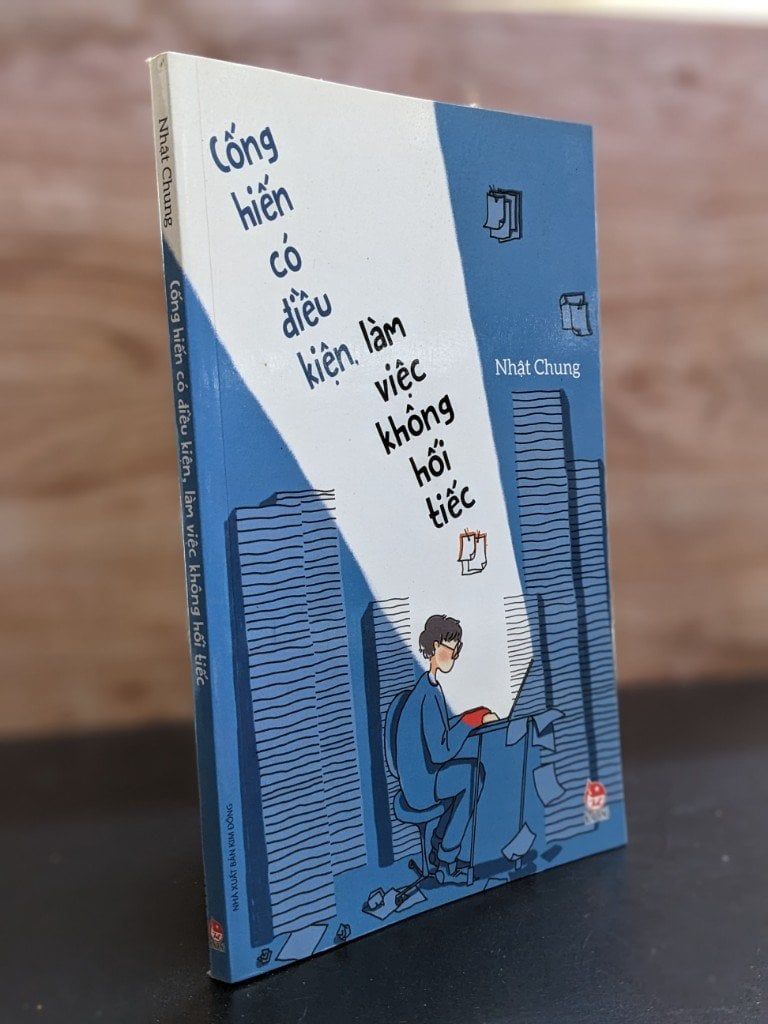 Nhật Chung
Cống hiến có điều kiện, làm việc không hối tiếc
NHÀ XUẤT BẢN KIM ĐỒNG
Cống
hiến
có
điều
kiện,
làm
việc
không
hối
tiếc
Nhật Chung